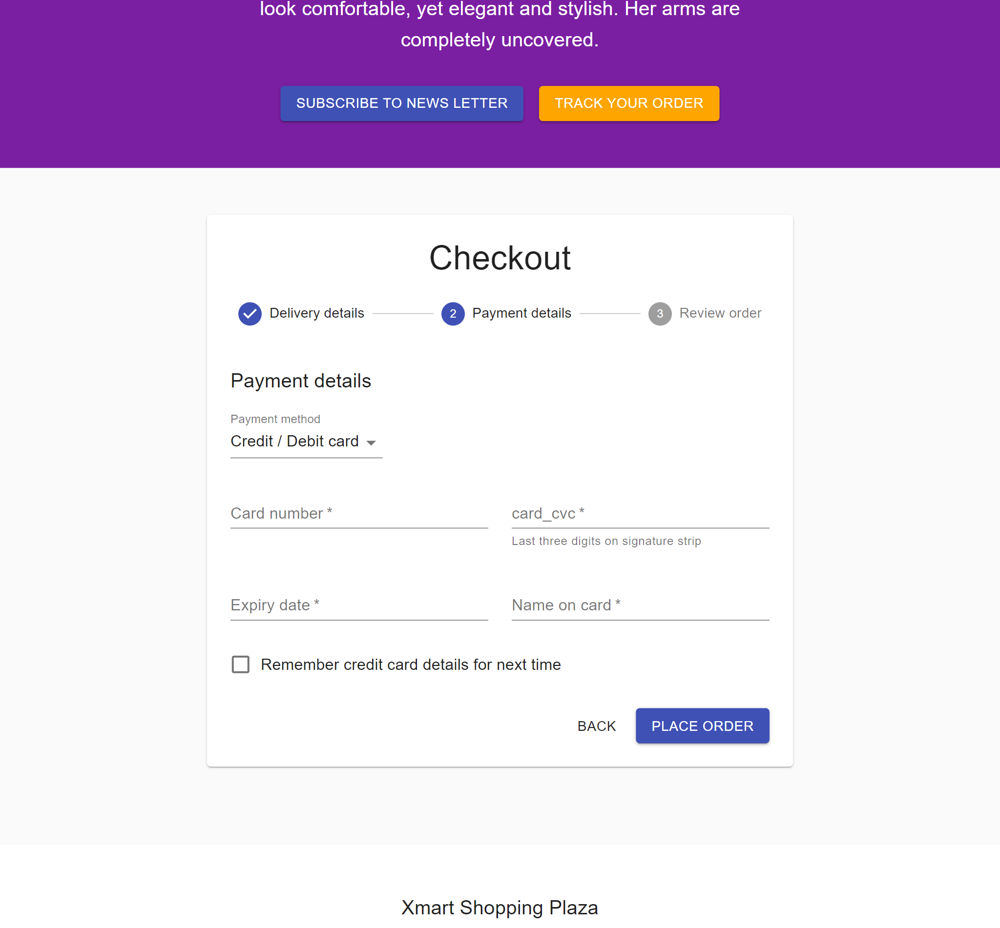 look comfortable, yet elegant and stylish. Her arms are
completely uncovered.
SUBSCRIBE TO NEWS LETTER
TRACK YOUR ORDER
Checkout
Delivery details
2 Payment details
3 Review order
Payment details
Payment method
Credit / Debit card
Card number *
card_cvc *
Last three digits on signature strip
Expiry date *
Name on card *
Remember credit card details for next time
BACK
PLACE ORDER
Xmart Shopping Plaza